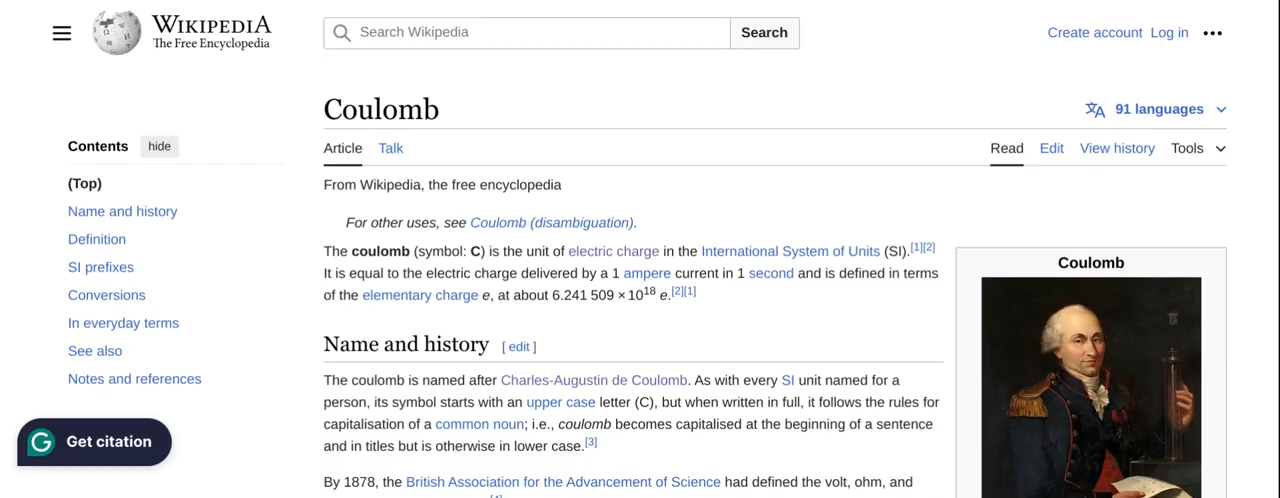 WIKIPEDIA
The Free Encyclopedia
Search Wikipedia
Search
Create account Log in •••
Coulomb
91 languages
Contents hide
Article Talk
Read Edit View history Tools
(Top)
Name and history
Definition
SI prefixes
Conversions
In everyday terms
See also
Notes and references
Get citation
From Wikipedia, the free encyclopedia
For other uses, see Coulomb (disambiguation).
The coulomb (symbol: C) is the unit of electric charge in the International System of Units (SI).[1][2]
It is equal to the electric charge delivered by a 1 ampere current in 1 second and is defined in terms
of the elementary charge e, at about 6.241 509 ×10¹⁸ e.[2][1]
Name and history [ edit ]
The coulomb is named after Charles-Augustin de Coulomb. As with every SI unit named for a
person, its symbol starts with an upper case letter (C), but when written in full, it follows the rules for
capitalisation of a common noun; i.e., coulomb becomes capitalised at the beginning of a sentence
and in titles but is otherwise in lower case.[3]
By 1878, the British Association for the Advancement of Science had defined the volt, ohm, and
Coulomb